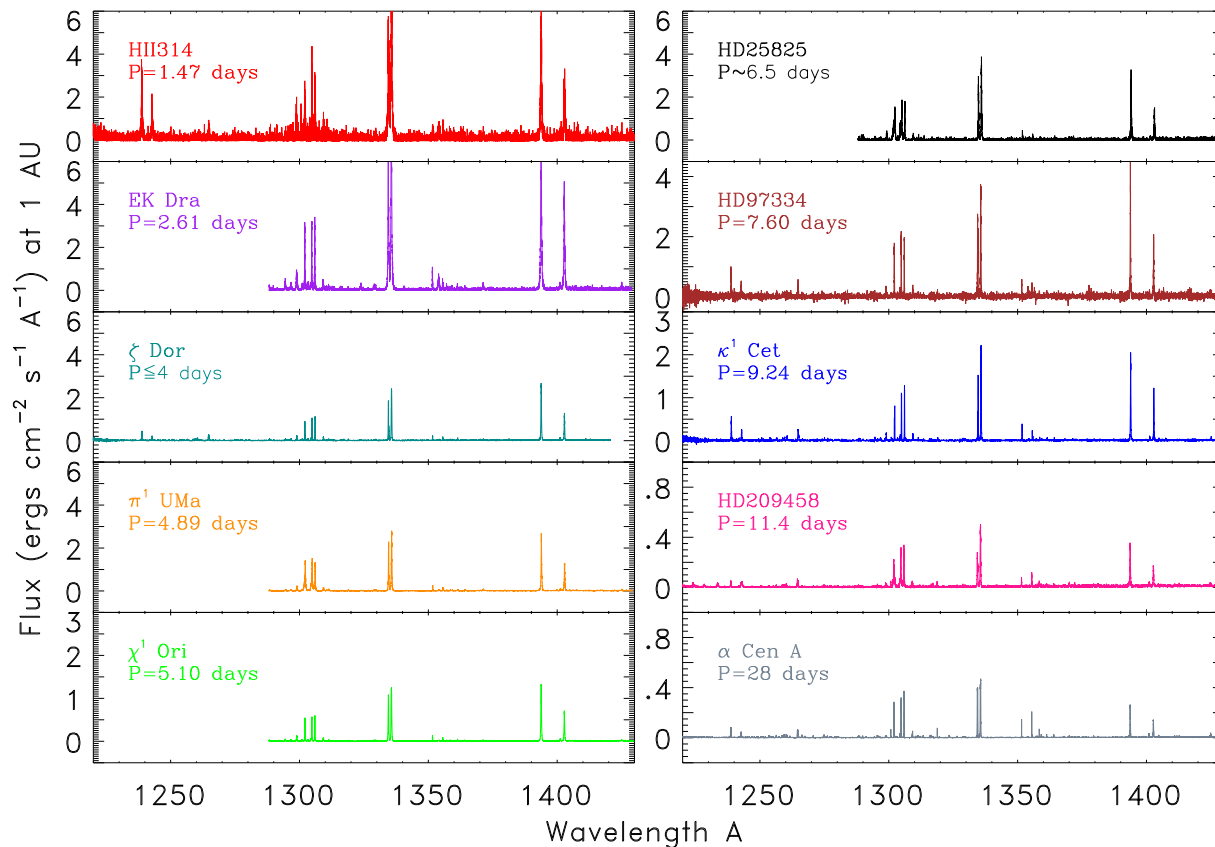 Flux (ergs cm⁻² s⁻¹ A⁻¹) at 1 AU
6
4
2
0
HII314
P=1.47 days
6
4
2
0
EK Dra
P=2.61 days
6
4
2
0
ζ Dor
P≦4 days
6
4
2
0
π¹ UMa
P=4.89 days
3
2
1
0
χ¹ Ori
P=5.10 days
1250 1300 1350 1400
6
4
2
0
HD25825
P~6.5 days
4
2
0
HD97334
P=7.60 days
3
2
1
0
κ¹ Cet
P=9.24 days
.8
.4
0
HD209458
P=11.4 days
.8
.4
0
α Cen A
P=28 days
1250 1300 1350 1400
Wavelength A